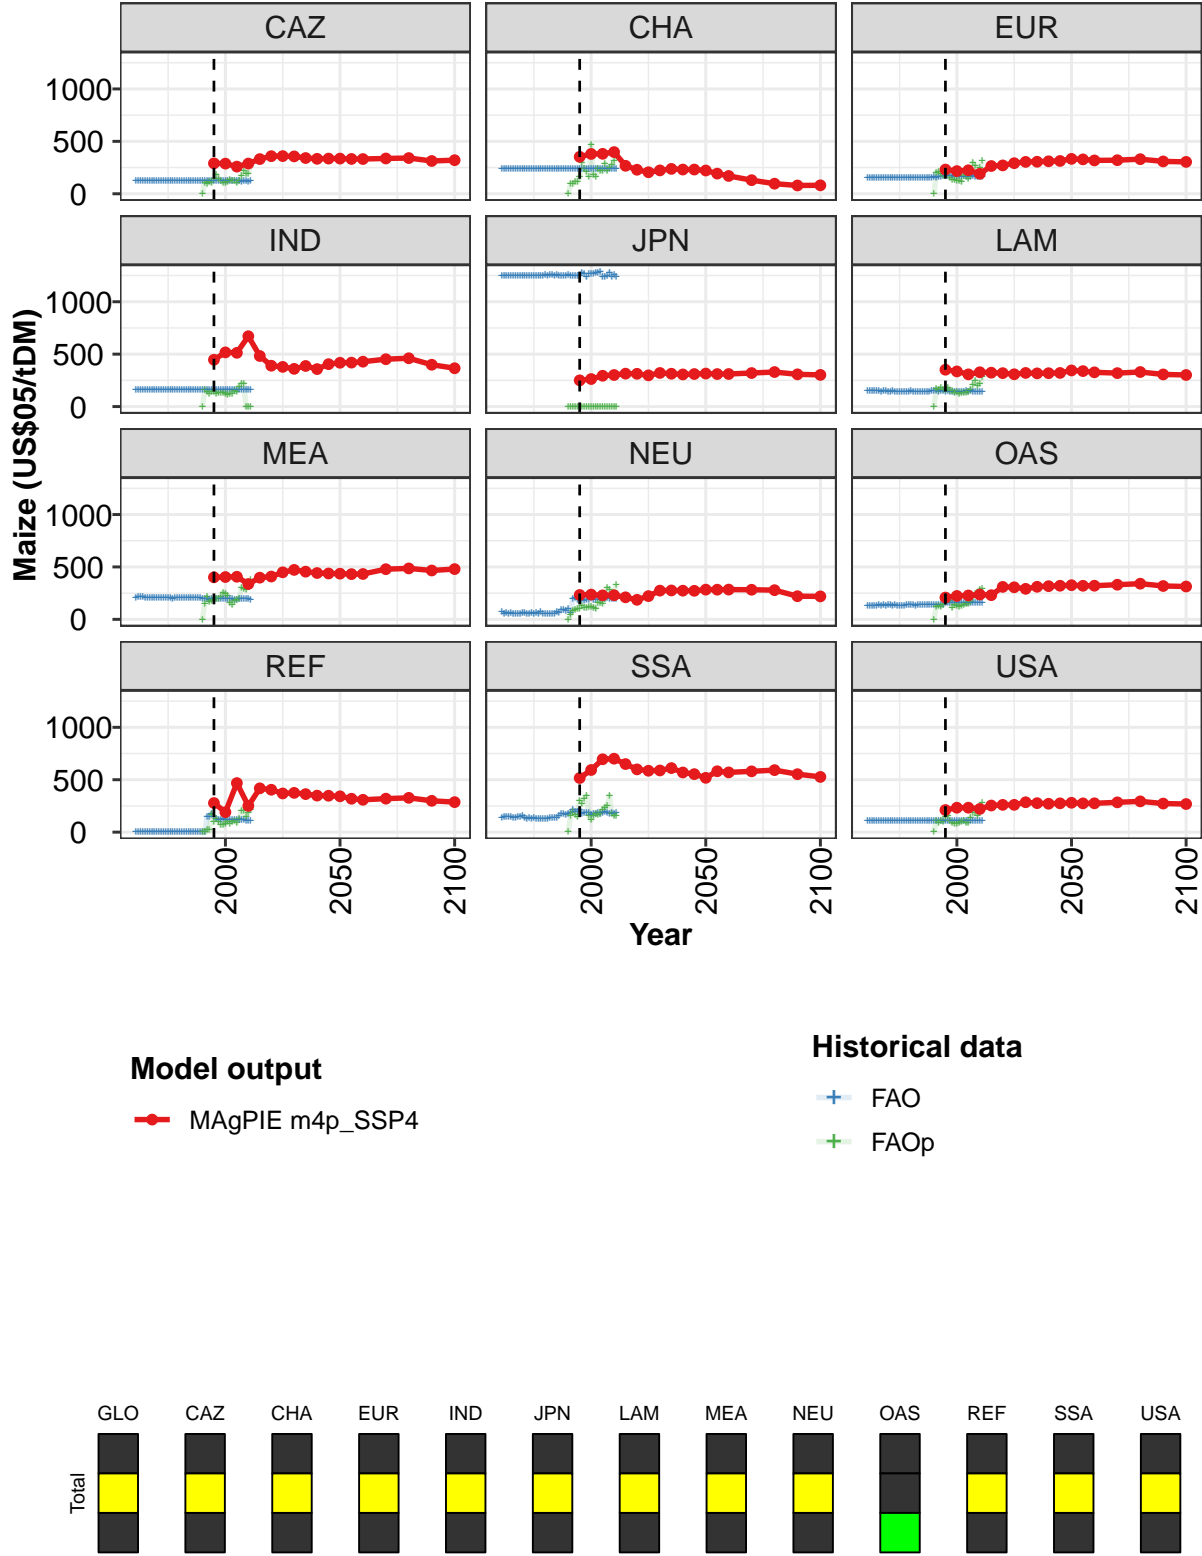 CAZ CHA EUR
1000
500
0
IND JPN LAM
1000
500
0
MEA NEU OAS
1000
500
0
REF SSA USA
1000
500
0
Maize (US$05/tDM)
2000 2050 2100 2000 2050 2100 2000 2050 2100
Year
Model output
MAgPIE m4p_SSP4
Historical data
FAO
FAOp
GLO CAZ CHA EUR IND JPN LAM MEA NEU OAS REF SSA USA
Total